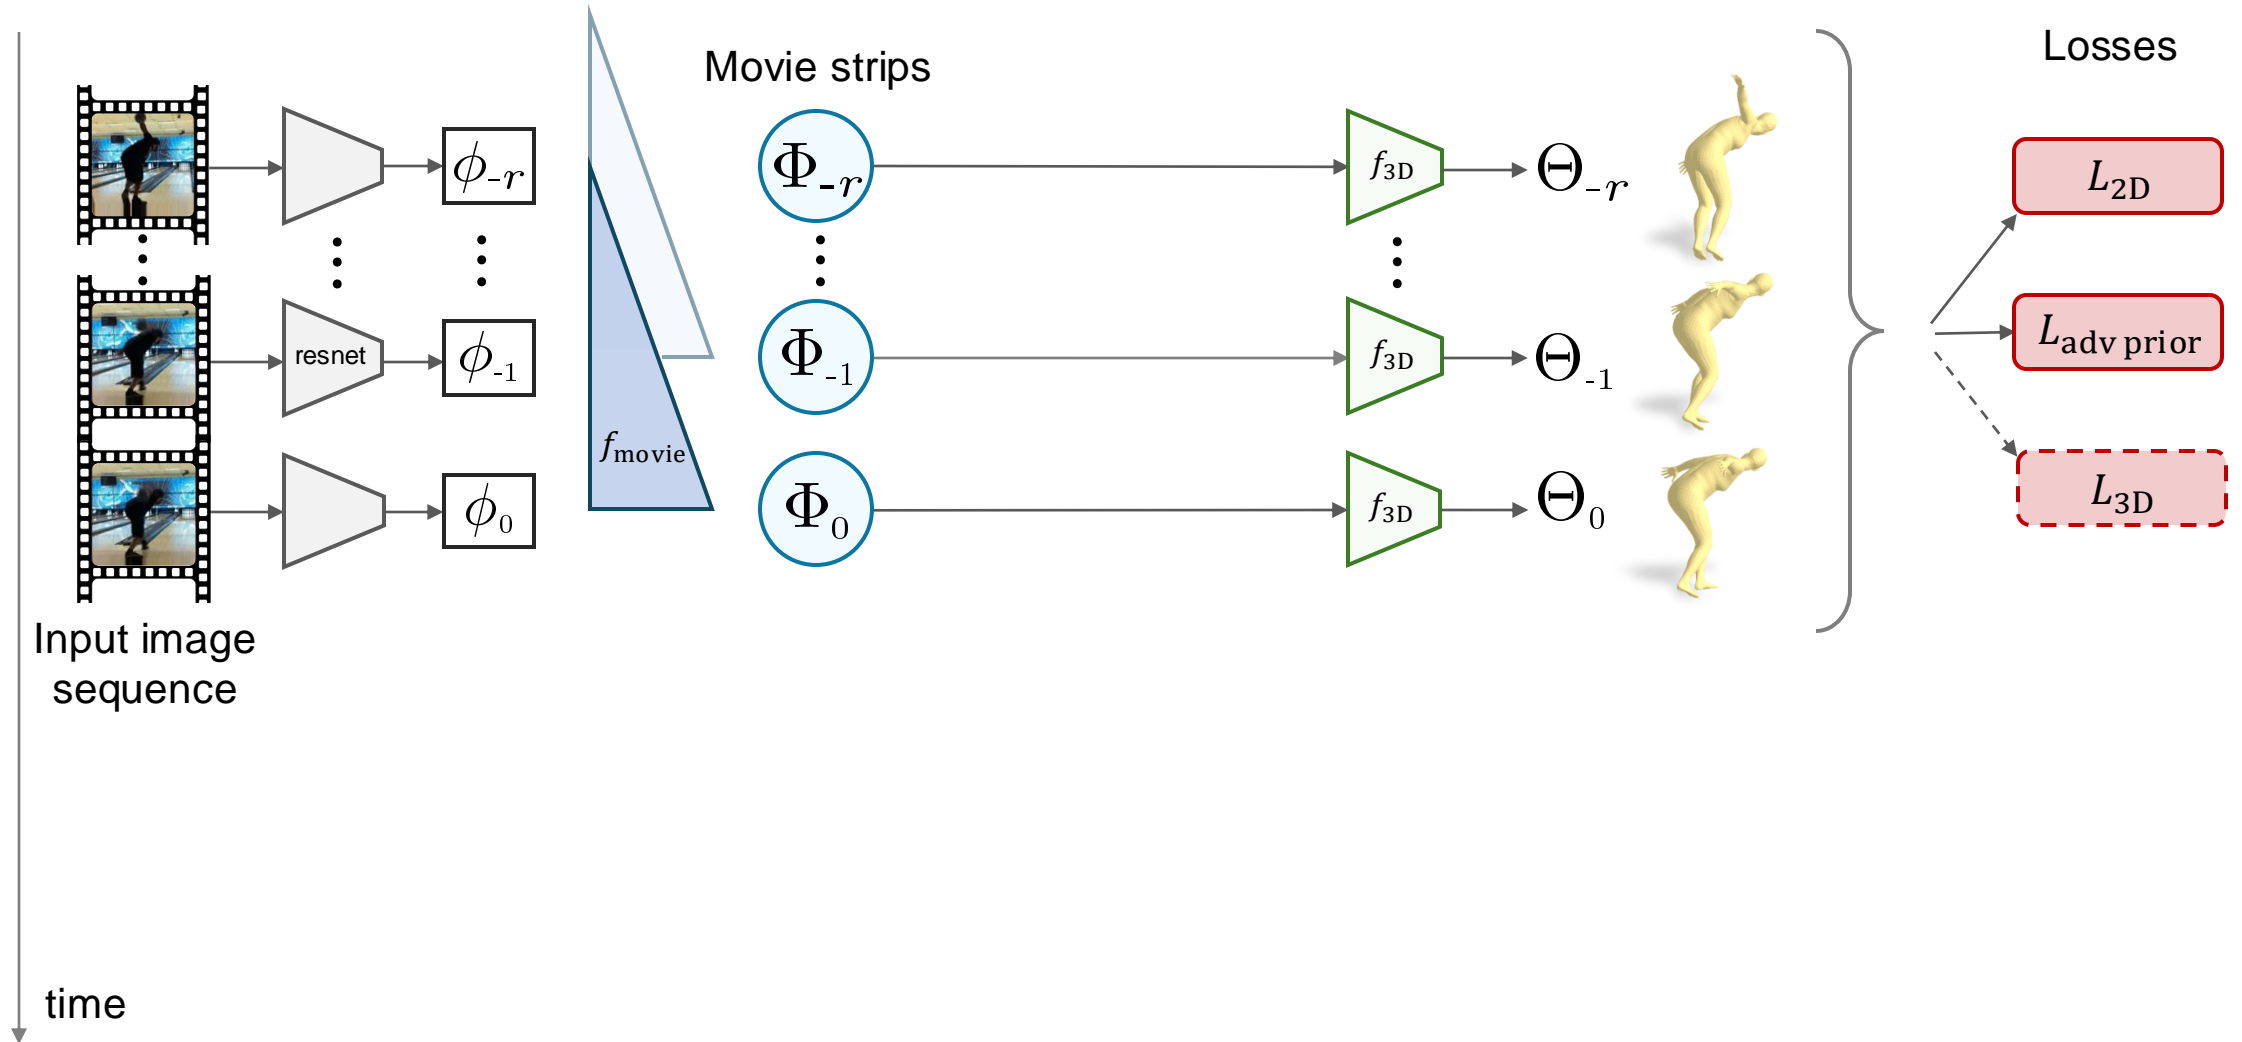 Movie strips
Losses
ϕ-r
Φ-r
f3D
Θ-r
L2D
resnet
ϕ-1
Φ-1
f3D
Θ-1
Ladv prior
fmovie
ϕ0
Φ0
f3D
Θ0
L3D
Input image
sequence
time